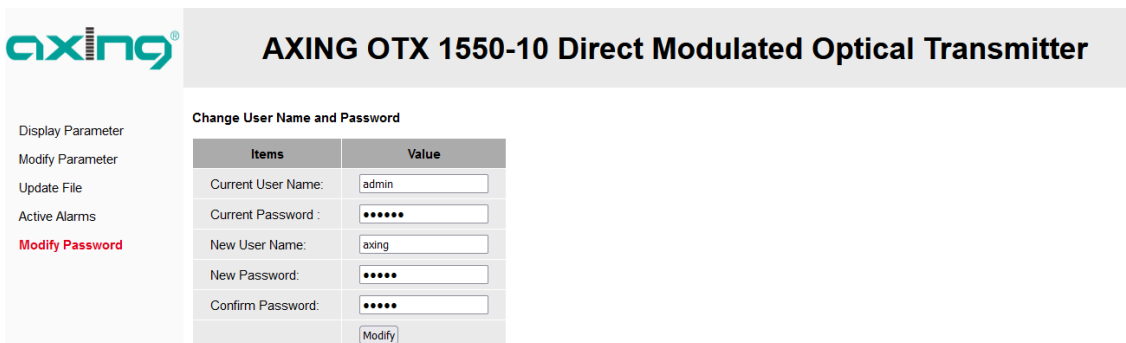 axing®
AXING OTX 1550-10 Direct Modulated Optical Transmitter
Display Parameter
Modify Parameter
Update File
Active Alarms
Modify Password
Change User Name and Password
Items Value
Current User Name: admin
Current Password : ••••••
New User Name: axing
New Password: •••••
Confirm Password: •••••
Modify